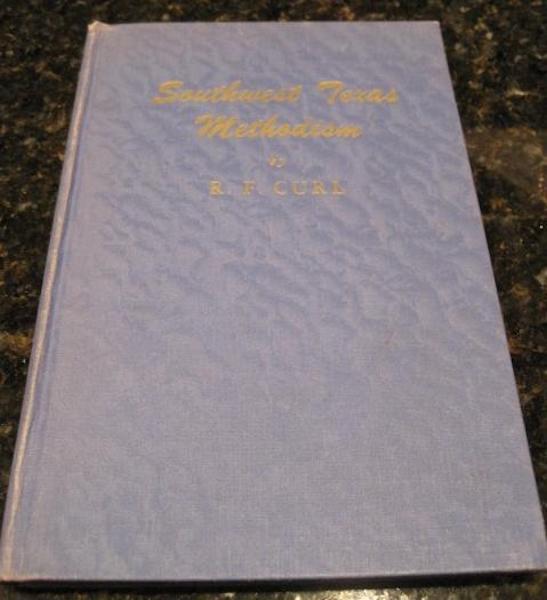 Southwest Texas
Methodism
by
R. F. CURL